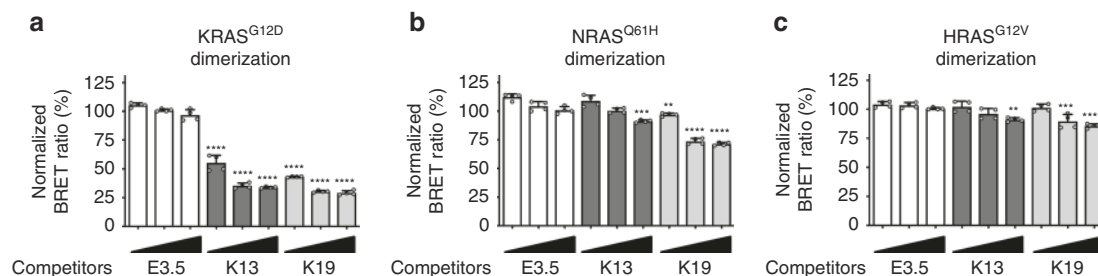 a
KRAS^G12D
dimerization
Normalized
BRET ratio (%)
125
100
75
50
25
0
****
****
****
****
****
****
Competitors
E3.5 K13 K19
b
NRAS^Q61H
dimerization
Normalized
BRET ratio (%)
125
100
75
50
25
0
***
**
****
****
Competitors
E3.5 K13 K19
c
HRAS^G12V
dimerization
Normalized
BRET ratio (%)
125
100
75
50
25
0
**
***
Competitors
E3.5 K13 K19